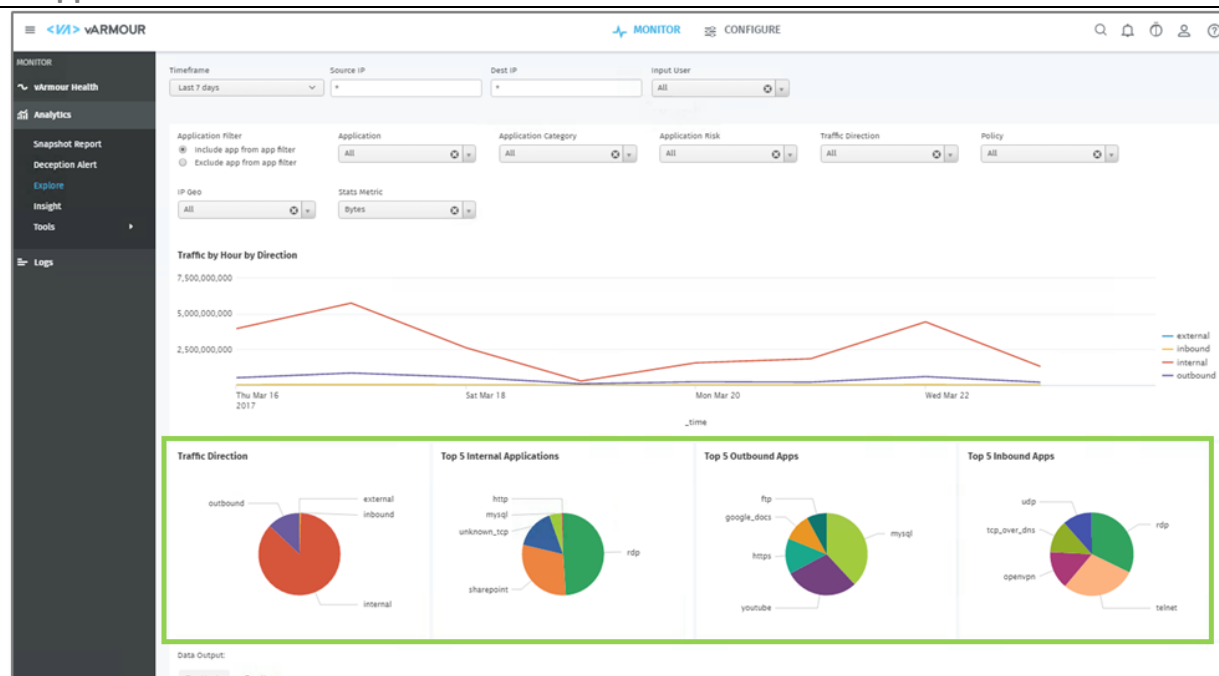 <VA> vARMOUR
MONITOR CONFIGURE
MONITOR
vArmour Health
Analytics
Snapshot Report
Deception Alert
Explore
Insight
Tools
Logs
Timeframe Source IP Dest IP Input User
Last 7 days * * All
Application Filter Application Application Category Application Risk Traffic Direction Policy
Include app from app filter All All All All All
Exclude app from app filter
IP Geo Stats Metric
All Bytes
Traffic by Hour by Direction
7,500,000,000
5,000,000,000
2,500,000,000
external
inbound
internal
outbound
Thu Mar 16 Sat Mar 18 Mon Mar 20 Wed Mar 22
2017
_time
Traffic Direction
outbound
external
inbound
internal
Top 5 Internal Applications
http
mysql
unknown_tcp
rdp
sharepoint
Top 5 Outbound Apps
ftp
google_docs
mysql
https
youtube
Top 5 Inbound Apps
udp
rdp
tcp_over_dns
openvpn
telnet
Data Output: